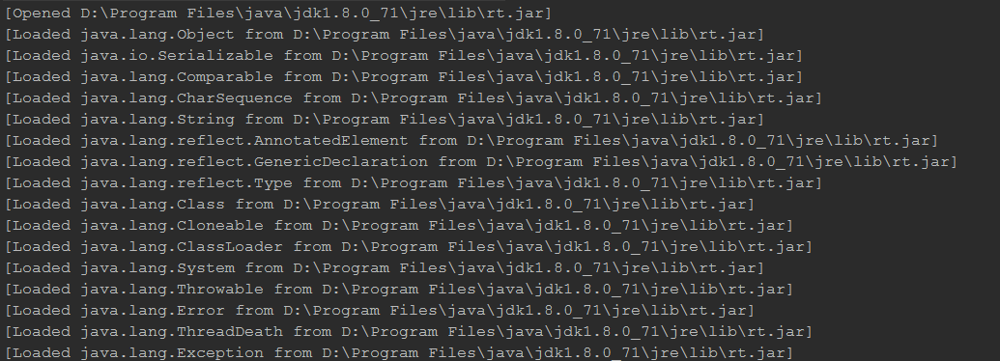 [Opened D:\Program Files\java\jdk1.8.0_71\jre\lib\rt.jar]
[Loaded java.lang.Object from D:\Program Files\java\jdk1.8.0_71\jre\lib\rt.jar]
[Loaded java.io.Serializable from D:\Program Files\java\jdk1.8.0_71\jre\lib\rt.jar]
[Loaded java.lang.Comparable from D:\Program Files\java\jdk1.8.0_71\jre\lib\rt.jar]
[Loaded java.lang.CharSequence from D:\Program Files\java\jdk1.8.0_71\jre\lib\rt.jar]
[Loaded java.lang.String from D:\Program Files\java\jdk1.8.0_71\jre\lib\rt.jar]
[Loaded java.lang.reflect.AnnotatedElement from D:\Program Files\java\jdk1.8.0_71\jre\lib\rt.jar]
[Loaded java.lang.reflect.GenericDeclaration from D:\Program Files\java\jdk1.8.0_71\jre\lib\rt.jar]
[Loaded java.lang.reflect.Type from D:\Program Files\java\jdk1.8.0_71\jre\lib\rt.jar]
[Loaded java.lang.Class from D:\Program Files\java\jdk1.8.0_71\jre\lib\rt.jar]
[Loaded java.lang.Cloneable from D:\Program Files\java\jdk1.8.0_71\jre\lib\rt.jar]
[Loaded java.lang.ClassLoader from D:\Program Files\java\jdk1.8.0_71\jre\lib\rt.jar]
[Loaded java.lang.System from D:\Program Files\java\jdk1.8.0_71\jre\lib\rt.jar]
[Loaded java.lang.Throwable from D:\Program Files\java\jdk1.8.0_71\jre\lib\rt.jar]
[Loaded java.lang.Error from D:\Program Files\java\jdk1.8.0_71\jre\lib\rt.jar]
[Loaded java.lang.ThreadDeath from D:\Program Files\java\jdk1.8.0_71\jre\lib\rt.jar]
[Loaded java.lang.Exception from D:\Program Files\java\jdk1.8.0_71\jre\lib\rt.jar]